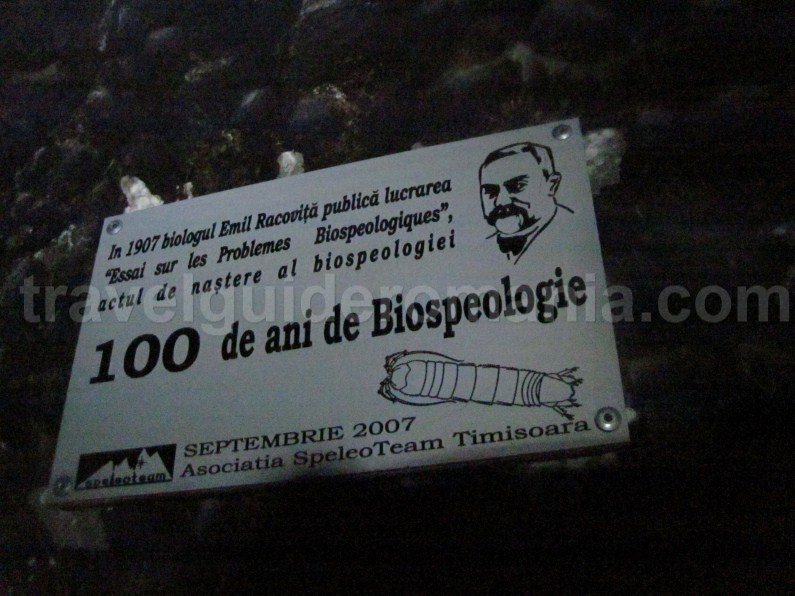 In 1907 biologul Emil Racoviță publică lucrarea
"Essai sur les Problemes Biospeologiques",
actul de naștere al biospeologiei
travelguideromania.com
100 de ani de Biospeologie
SEPTEMBRIE 2007
Asociatia SpeleoTeam Timisoara
speleoteam